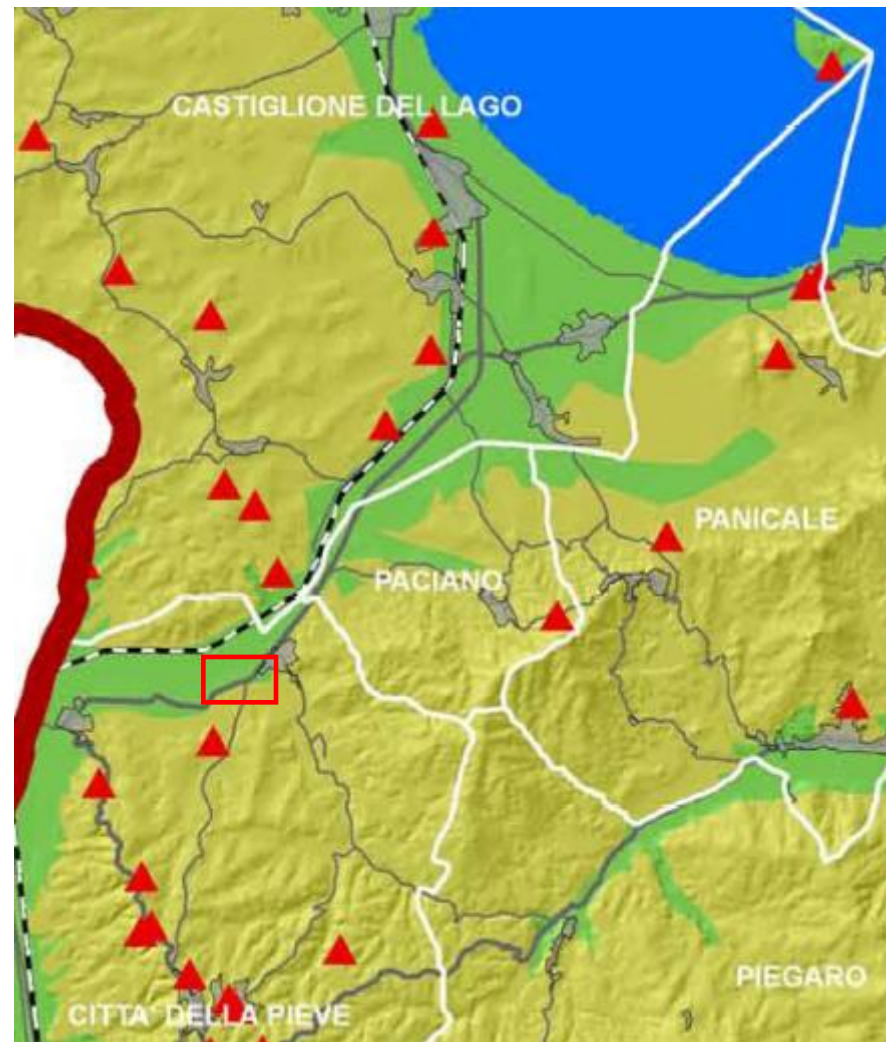 CASTIGLIONE DEL LAGO
PANICALE
PACIANO
PIEGARO
CITTA' DELLA PIEVE